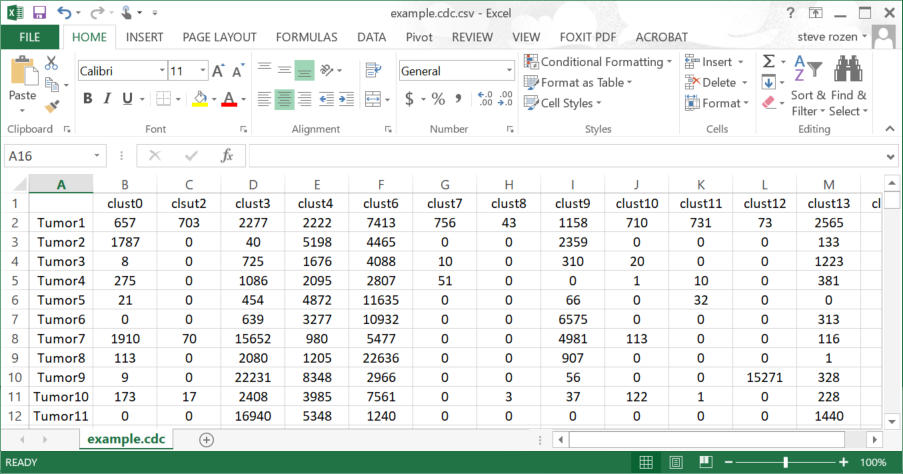 example.cdc.csv - Excel
?
FILE HOME INSERT PAGE LAYOUT FORMULAS DATA Pivot REVIEW VIEW FOXIT PDF ACROBAT steve rozen
Paste Calibri 11 A A General Conditional Formatting Insert Σ A Z
B I U A $ % , ←.0 .00 .00 →.0 Format as Table Delete Sort & Filter Find & Select
Cell Styles Format
Clipboard Font Alignment Number Styles Cells Editing
A16 fx
A B C D E F G H I J K L M
1 clust0 clsut2 clust3 clust4 clust6 clust7 clust8 clust9 clust10 clust11 clust12 clust13 cl
2 Tumor1 657 703 2277 2222 7413 756 43 1158 710 731 73 2565
3 Tumor2 1787 0 40 5198 4465 0 0 2359 0 0 0 133
4 Tumor3 8 0 725 1676 4088 10 0 310 20 0 0 1223
5 Tumor4 275 0 1086 2095 2807 51 0 0 1 10 0 381
6 Tumor5 21 0 454 4872 11635 0 0 66 0 32 0 0
7 Tumor6 0 0 639 3277 10932 0 0 6575 0 0 0 313
8 Tumor7 1910 70 15652 980 5477 0 0 4981 113 0 0 116
9 Tumor8 113 0 2080 1205 22636 0 0 907 0 0 0 1
10 Tumor9 9 0 22231 8348 2966 0 0 56 0 0 15271 328
11 Tumor10 173 17 2408 3985 7561 0 3 37 122 1 0 228
12 Tumor11 0 0 16940 5348 1240 0 0 0 0 0 0 1440
example.cdc
READY 100%